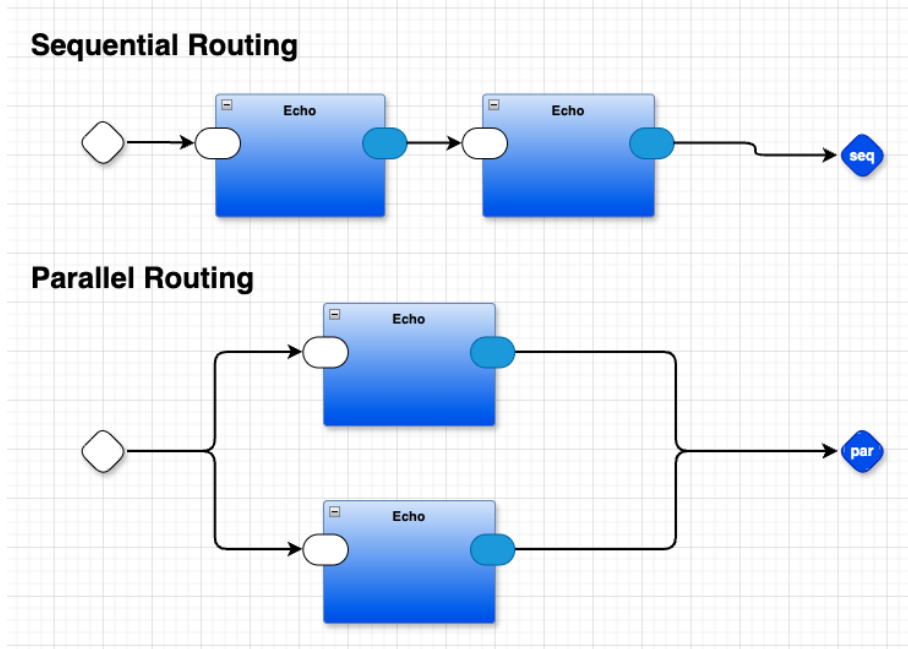 Sequential Routing
Echo
Echo
seq
Parallel Routing
Echo
par
Echo